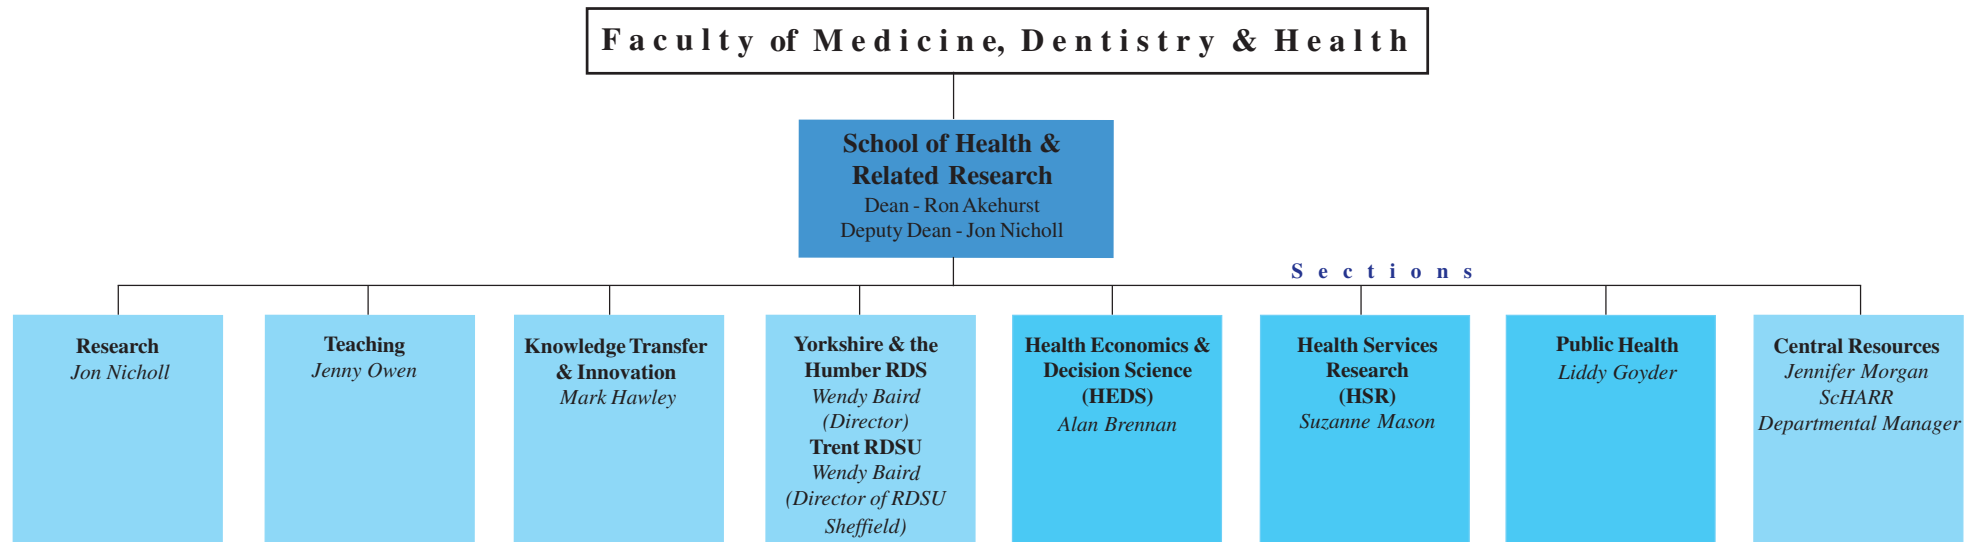 Faculty of Medicine, Dentistry & Health
School of Health &
Related Research
Dean - Ron Akehurst
Deputy Dean - Jon Nicholl
Sections
Research
Jon Nicholl
Teaching
Jenny Owen
Knowledge Transfer
& Innovation
Mark Hawley
Yorkshire & the
Humber RDS
Wendy Baird
(Director)
Trent RDSU
Wendy Baird
(Director of RDSU
Sheffield)
Health Economics &
Decision Science
(HEDS)
Alan Brennan
Health Services
Research
(HSR)
Suzanne Mason
Public Health
Liddy Goyder
Central Resources
Jennifer Morgan
ScHARR
Departmental Manager